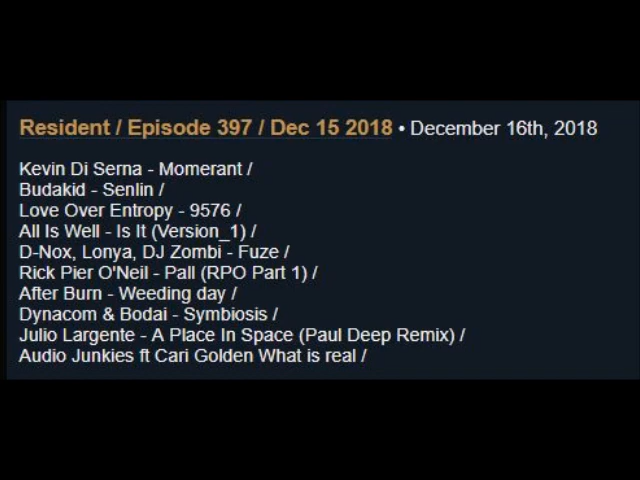 Resident / Episode 397 / Dec 15 2018 • December 16th, 2018
Kevin Di Serna - Momerant /
Budakid - Senlin /
Love Over Entropy - 9576 /
All Is Well - Is It (Version_1) /
D-Nox, Lonya, DJ Zombi - Fuze /
Rick Pier O'Neil - Pall (RPO Part 1) /
After Burn - Weeding day /
Dynacom & Bodai - Symbiosis /
Julio Largente - A Place In Space (Paul Deep Remix) /
Audio Junkies ft Cari Golden What is real /